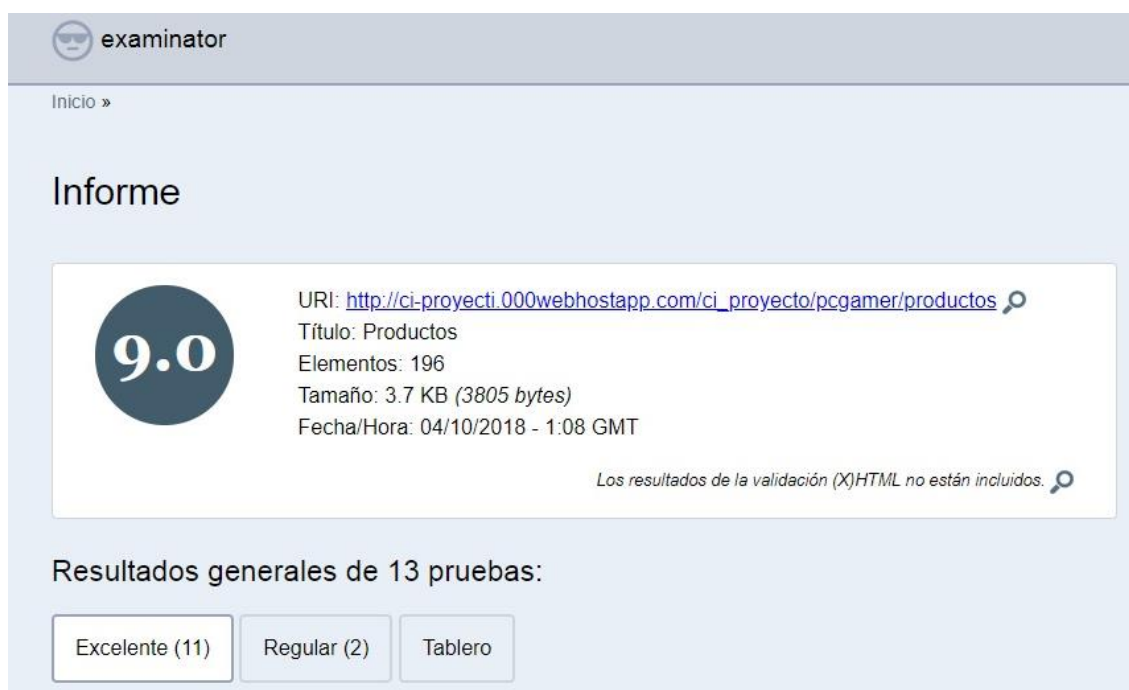 examinator
Inicio »
Informe
9.0
URI: http://ci-proyecti.000webhostapp.com/ci_proyecto/pcgamer/productos
Título: Productos
Elementos: 196
Tamaño: 3.7 KB (3805 bytes)
Fecha/Hora: 04/10/2018 - 1:08 GMT
Los resultados de la validación (X)HTML no están incluidos.
Resultados generales de 13 pruebas:
Excelente (11) Regular (2) Tablero